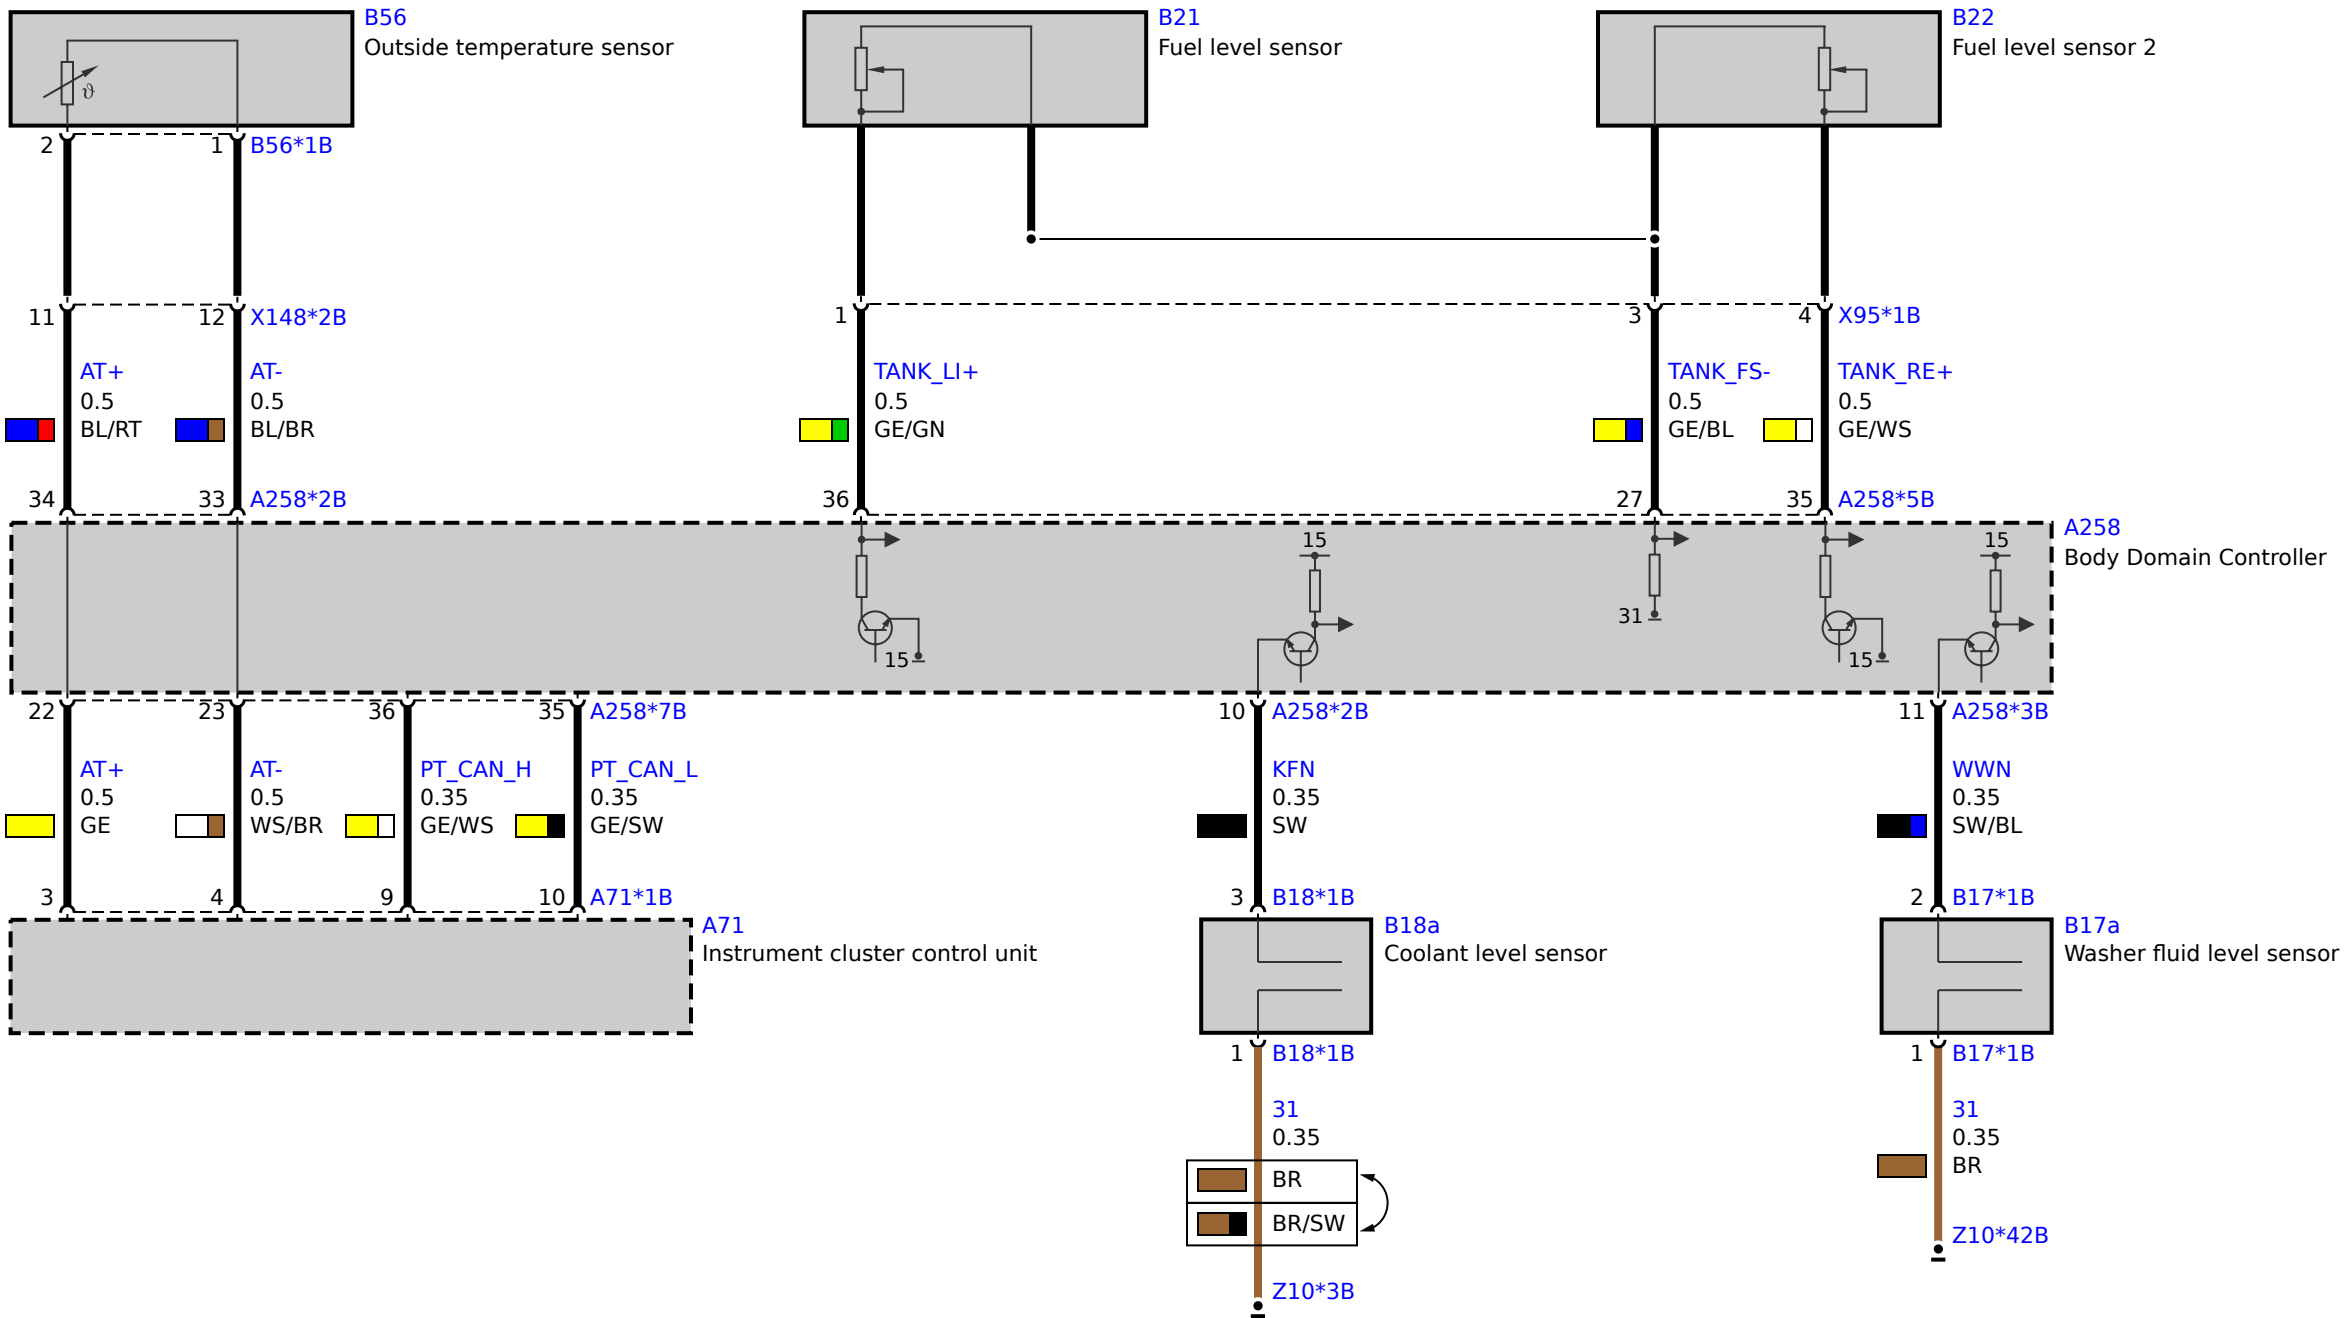 B56
Outside temperature sensor
B21
Fuel level sensor
B22
Fuel level sensor 2
ϑ
2
1
B56*1B
11
12
X148*2B
1
3
4
X95*1B
AT+
0.5
BL/RT
AT-
0.5
BL/BR
TANK_LI+
0.5
GE/GN
TANK_FS-
0.5
GE/BL
TANK_RE+
0.5
GE/WS
34
33
A258*2B
36
27
35
A258*5B
A258
Body Domain Controller
15
15
31
15
15
22
23
36
35
A258*7B
10
A258*2B
11
A258*3B
AT+
0.5
GE
AT-
0.5
WS/BR
PT_CAN_H
0.35
GE/WS
PT_CAN_L
0.35
GE/SW
KFN
0.35
SW
WWN
0.35
SW/BL
3
4
9
10
A71*1B
3
B18*1B
2
B17*1B
A71
Instrument cluster control unit
B18a
Coolant level sensor
B17a
Washer fluid level sensor
1
B18*1B
1
B17*1B
31
0.35
BR
BR/SW
31
0.35
BR
Z10*42B
Z10*3B